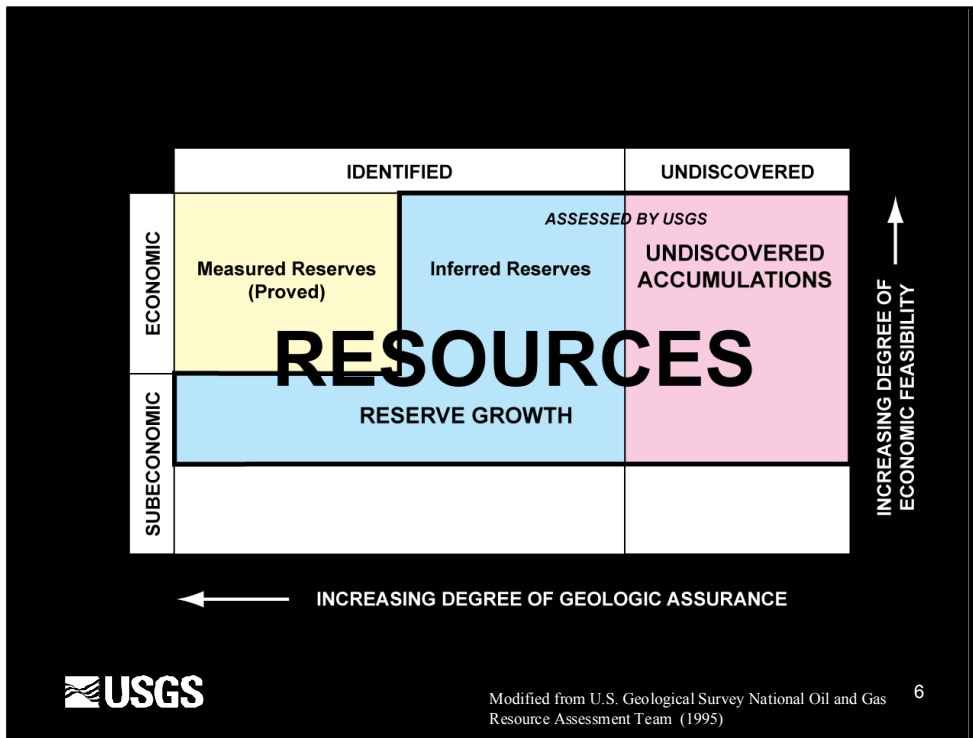 IDENTIFIED
UNDISCOVERED
ECONOMIC
SUBECONOMIC
ASSESSED BY USGS
Measured Reserves
(Proved)
Inferred Reserves
UNDISCOVERED
ACCUMULATIONS
RESOURCES
RESERVE GROWTH
INCREASING DEGREE OF
ECONOMIC FEASIBILITY
INCREASING DEGREE OF GEOLOGIC ASSURANCE
USGS
Modified from U.S. Geological Survey National Oil and Gas
Resource Assessment Team (1995)
6